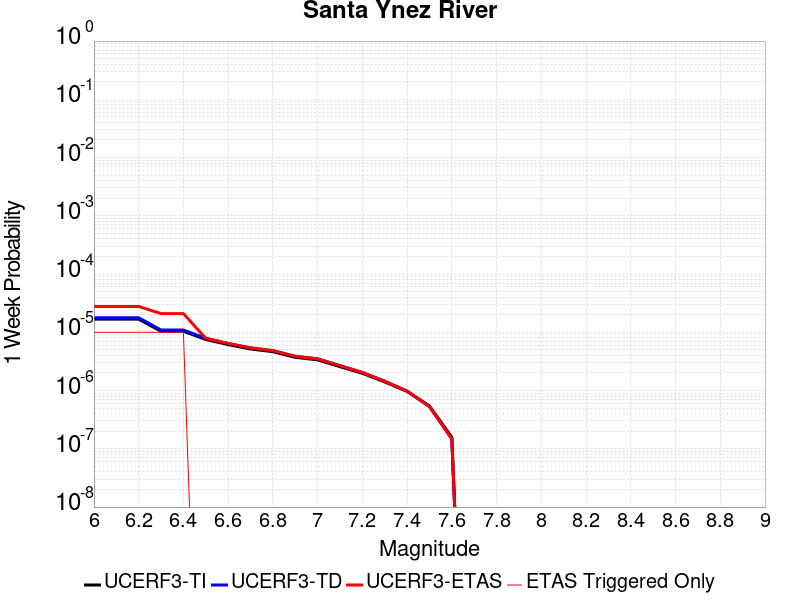 Santa Ynez River
10^0
10^-1
10^-2
10^-3
10^-4
10^-5
10^-6
10^-7
10^-8
1 Week Probability
6 6.2 6.4 6.6 6.8 7 7.2 7.4 7.6 7.8 8 8.2 8.4 8.6 8.8 9
Magnitude
UCERF3-TI UCERF3-TD UCERF3-ETAS ETAS Triggered Only